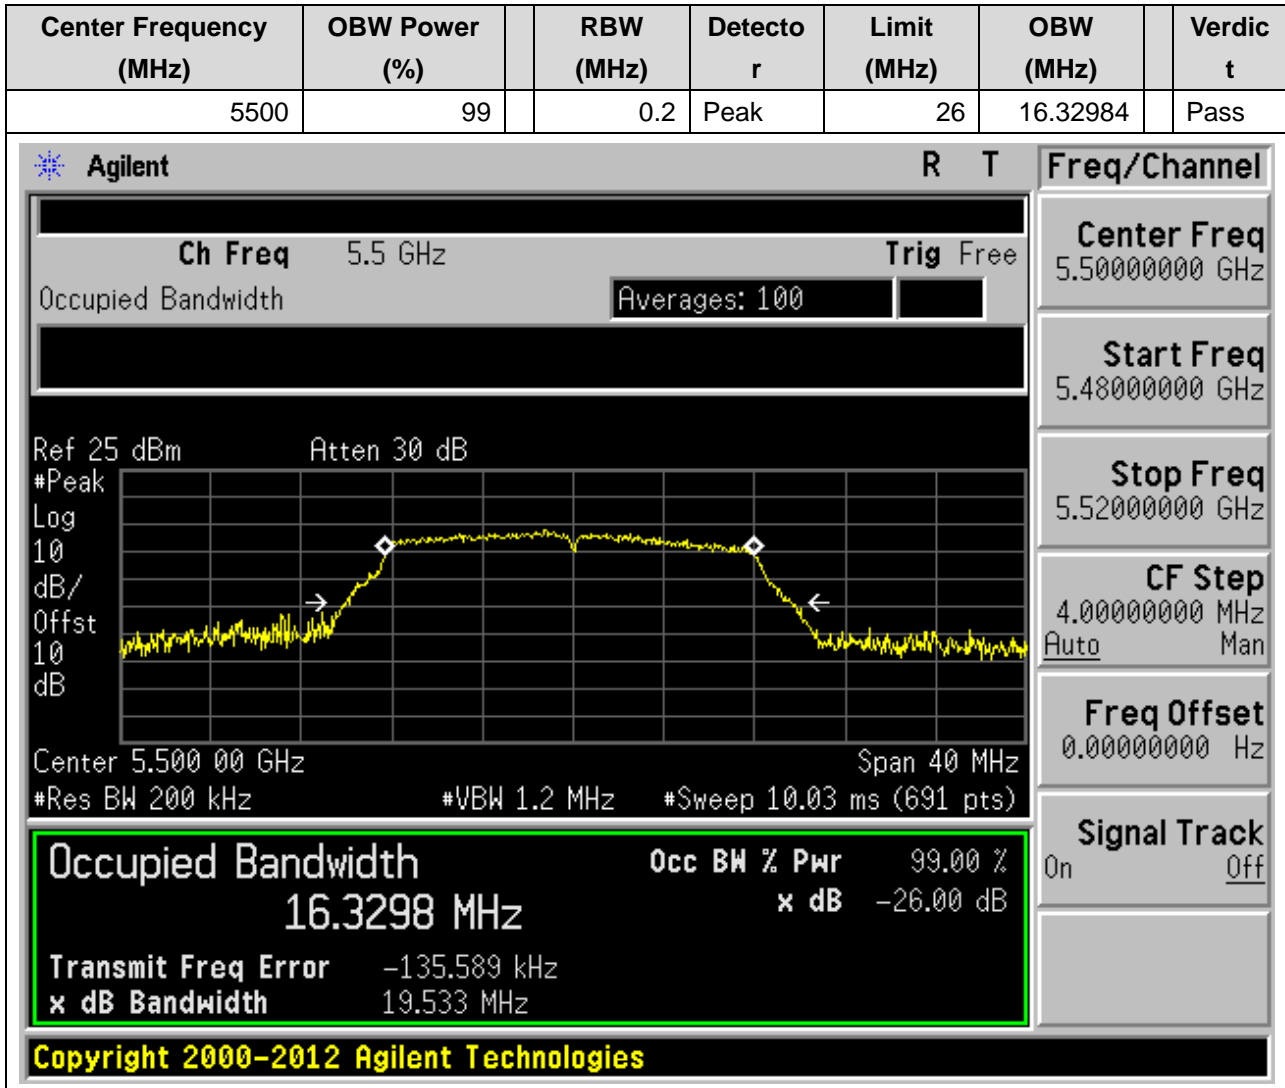 Center Frequency OBW Power RBW Detecto Limit OBW Verdic
(MHz) (%) (MHz) r (MHz) (MHz) t
5500 99 0.2 Peak 26 16.32984 Pass
Agilent R T Freq/Channel
Ch Freq 5.5 GHz Trig Free
Occupied Bandwidth Averages: 100
Center Freq
5.50000000 GHz
Start Freq
5.48000000 GHz
Stop Freq
5.52000000 GHz
CF Step
4.00000000 MHz
Auto Man
Freq Offset
0.00000000 Hz
Signal Track
On Off
Ref 25 dBm Atten 30 dB
#Peak
Log
10
dB/
Offst
10
dB
Center 5.500 00 GHz Span 40 MHz
#Res BW 200 kHz #VBW 1.2 MHz #Sweep 10.03 ms (691 pts)
Occupied Bandwidth Occ BW % Pwr 99.00 %
16.3298 MHz x dB -26.00 dB
Transmit Freq Error -135.589 kHz
x dB Bandwidth 19.533 MHz
Copyright 2000-2012 Agilent Technologies